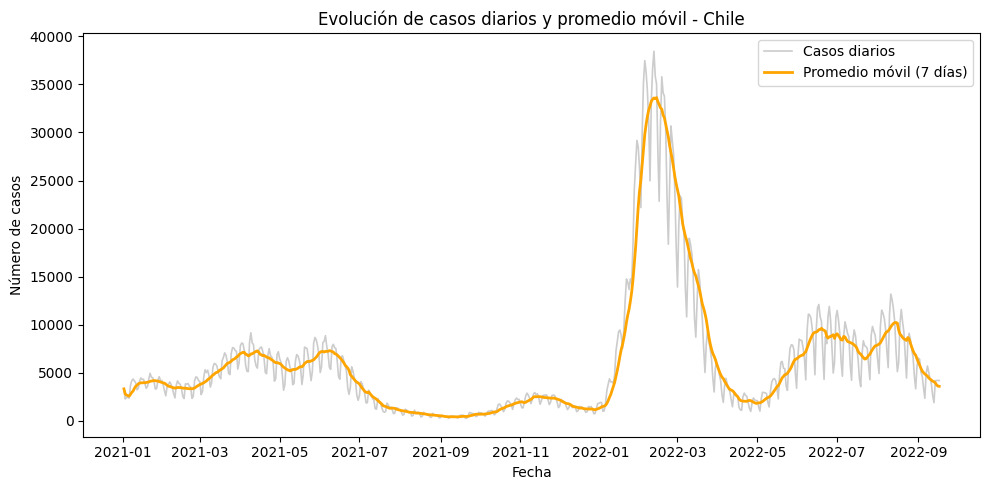 Evolución de casos diarios y promedio móvil - Chile
Casos diarios
Promedio móvil (7 días)
Número de casos
40000
35000
30000
25000
20000
15000
10000
5000
0
2021-01 2021-03 2021-05 2021-07 2021-09 2021-11 2022-01 2022-03 2022-05 2022-07 2022-09
Fecha